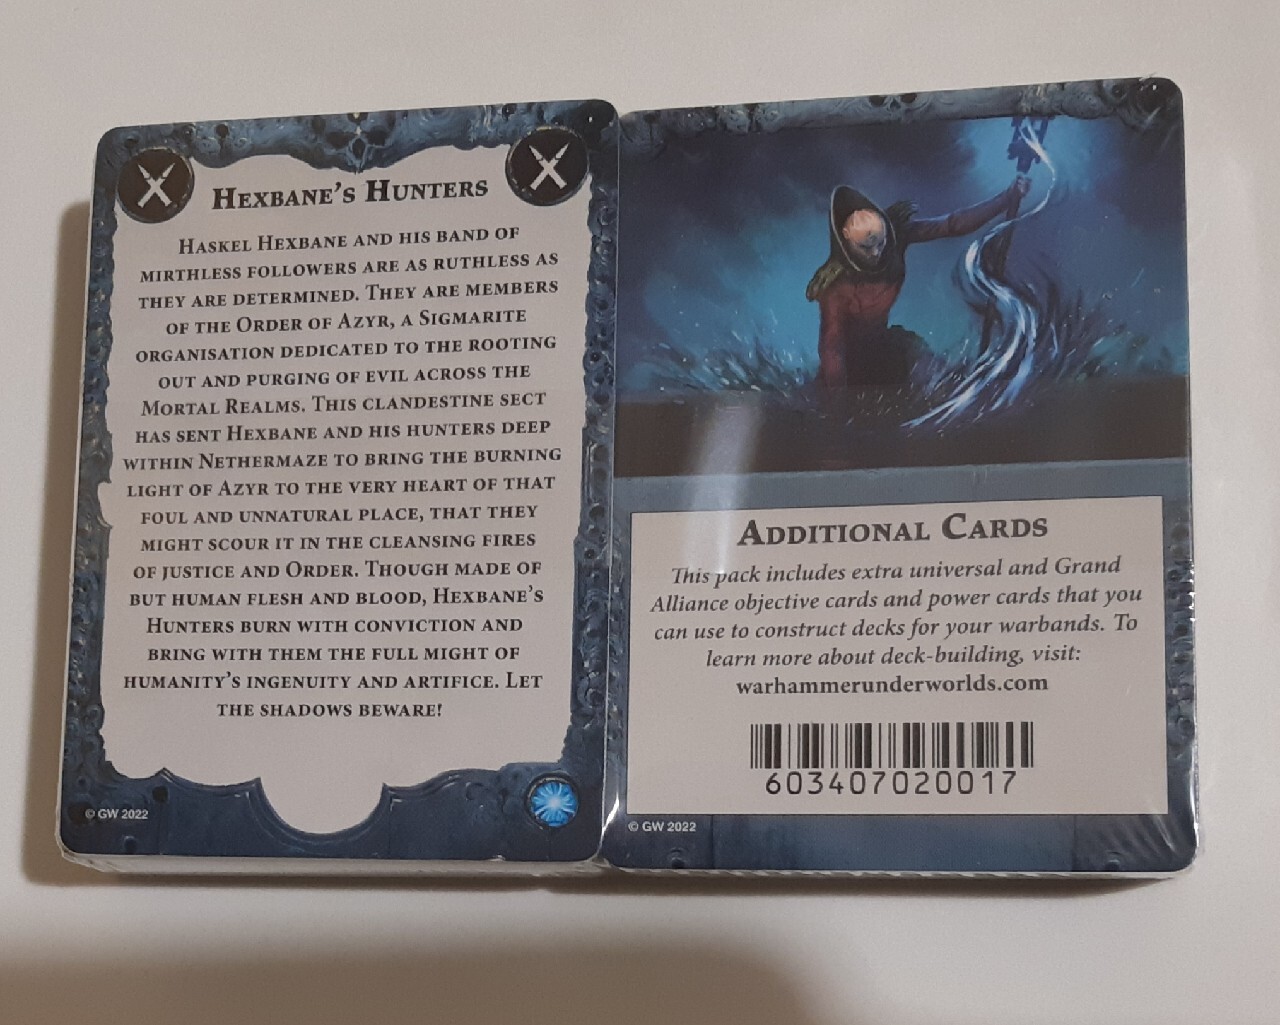 Hexbane's Hunters
Haskel Hexbane and his band of
mirthless followers are as ruthless as
they are determined. They are members
of the Order of Azyr, a Sigmarite
organisation dedicated to the rooting
out and purging of evil across the
Mortal Realms. This clandestine sect
has sent Hexbane and his hunters deep
within Nethermaze to bring the burning
light of Azyr to the very heart of that
foul and unnatural place, that they
might scour it in the cleansing fires
of justice and Order. Though made of
but human flesh and blood, Hexbane's
Hunters burn with conviction and
bring with them the full might of
humanity's ingenuity and artifice. Let
the shadows beware!
© GW 2022
Additional Cards
This pack includes extra universal and Grand
Alliance objective cards and power cards that you
can use to construct decks for your warbands. To
learn more about deck-building, visit:
warhammerunderworlds.com
603407020017
© GW 2022